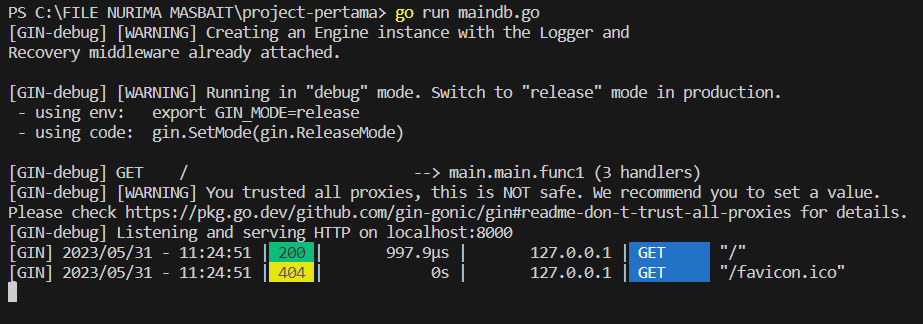 PS C:\FILE NURIMA MASBAIT\project-pertama> go run maindb.go
[GIN-debug] [WARNING] Creating an Engine instance with the Logger and
Recovery middleware already attached.
[GIN-debug] [WARNING] Running in "debug" mode. Switch to "release" mode in production.
- using env:   export GIN_MODE=release
- using code:  gin.SetMode(gin.ReleaseMode)
[GIN-debug] GET    /                         --> main.main.func1 (3 handlers)
[GIN-debug] [WARNING] You trusted all proxies, this is NOT safe. We recommend you to set a value.
Please check https://pkg.go.dev/github.com/gin-gonic/gin#readme-don-t-trust-all-proxies for details.
[GIN-debug] Listening and serving HTTP on localhost:8000
[GIN] 2023/05/31 - 11:24:51 | 200 |       997.9µs |       127.0.0.1 | GET      "/"
[GIN] 2023/05/31 - 11:24:51 | 404 |            0s |       127.0.0.1 | GET      "/favicon.ico"